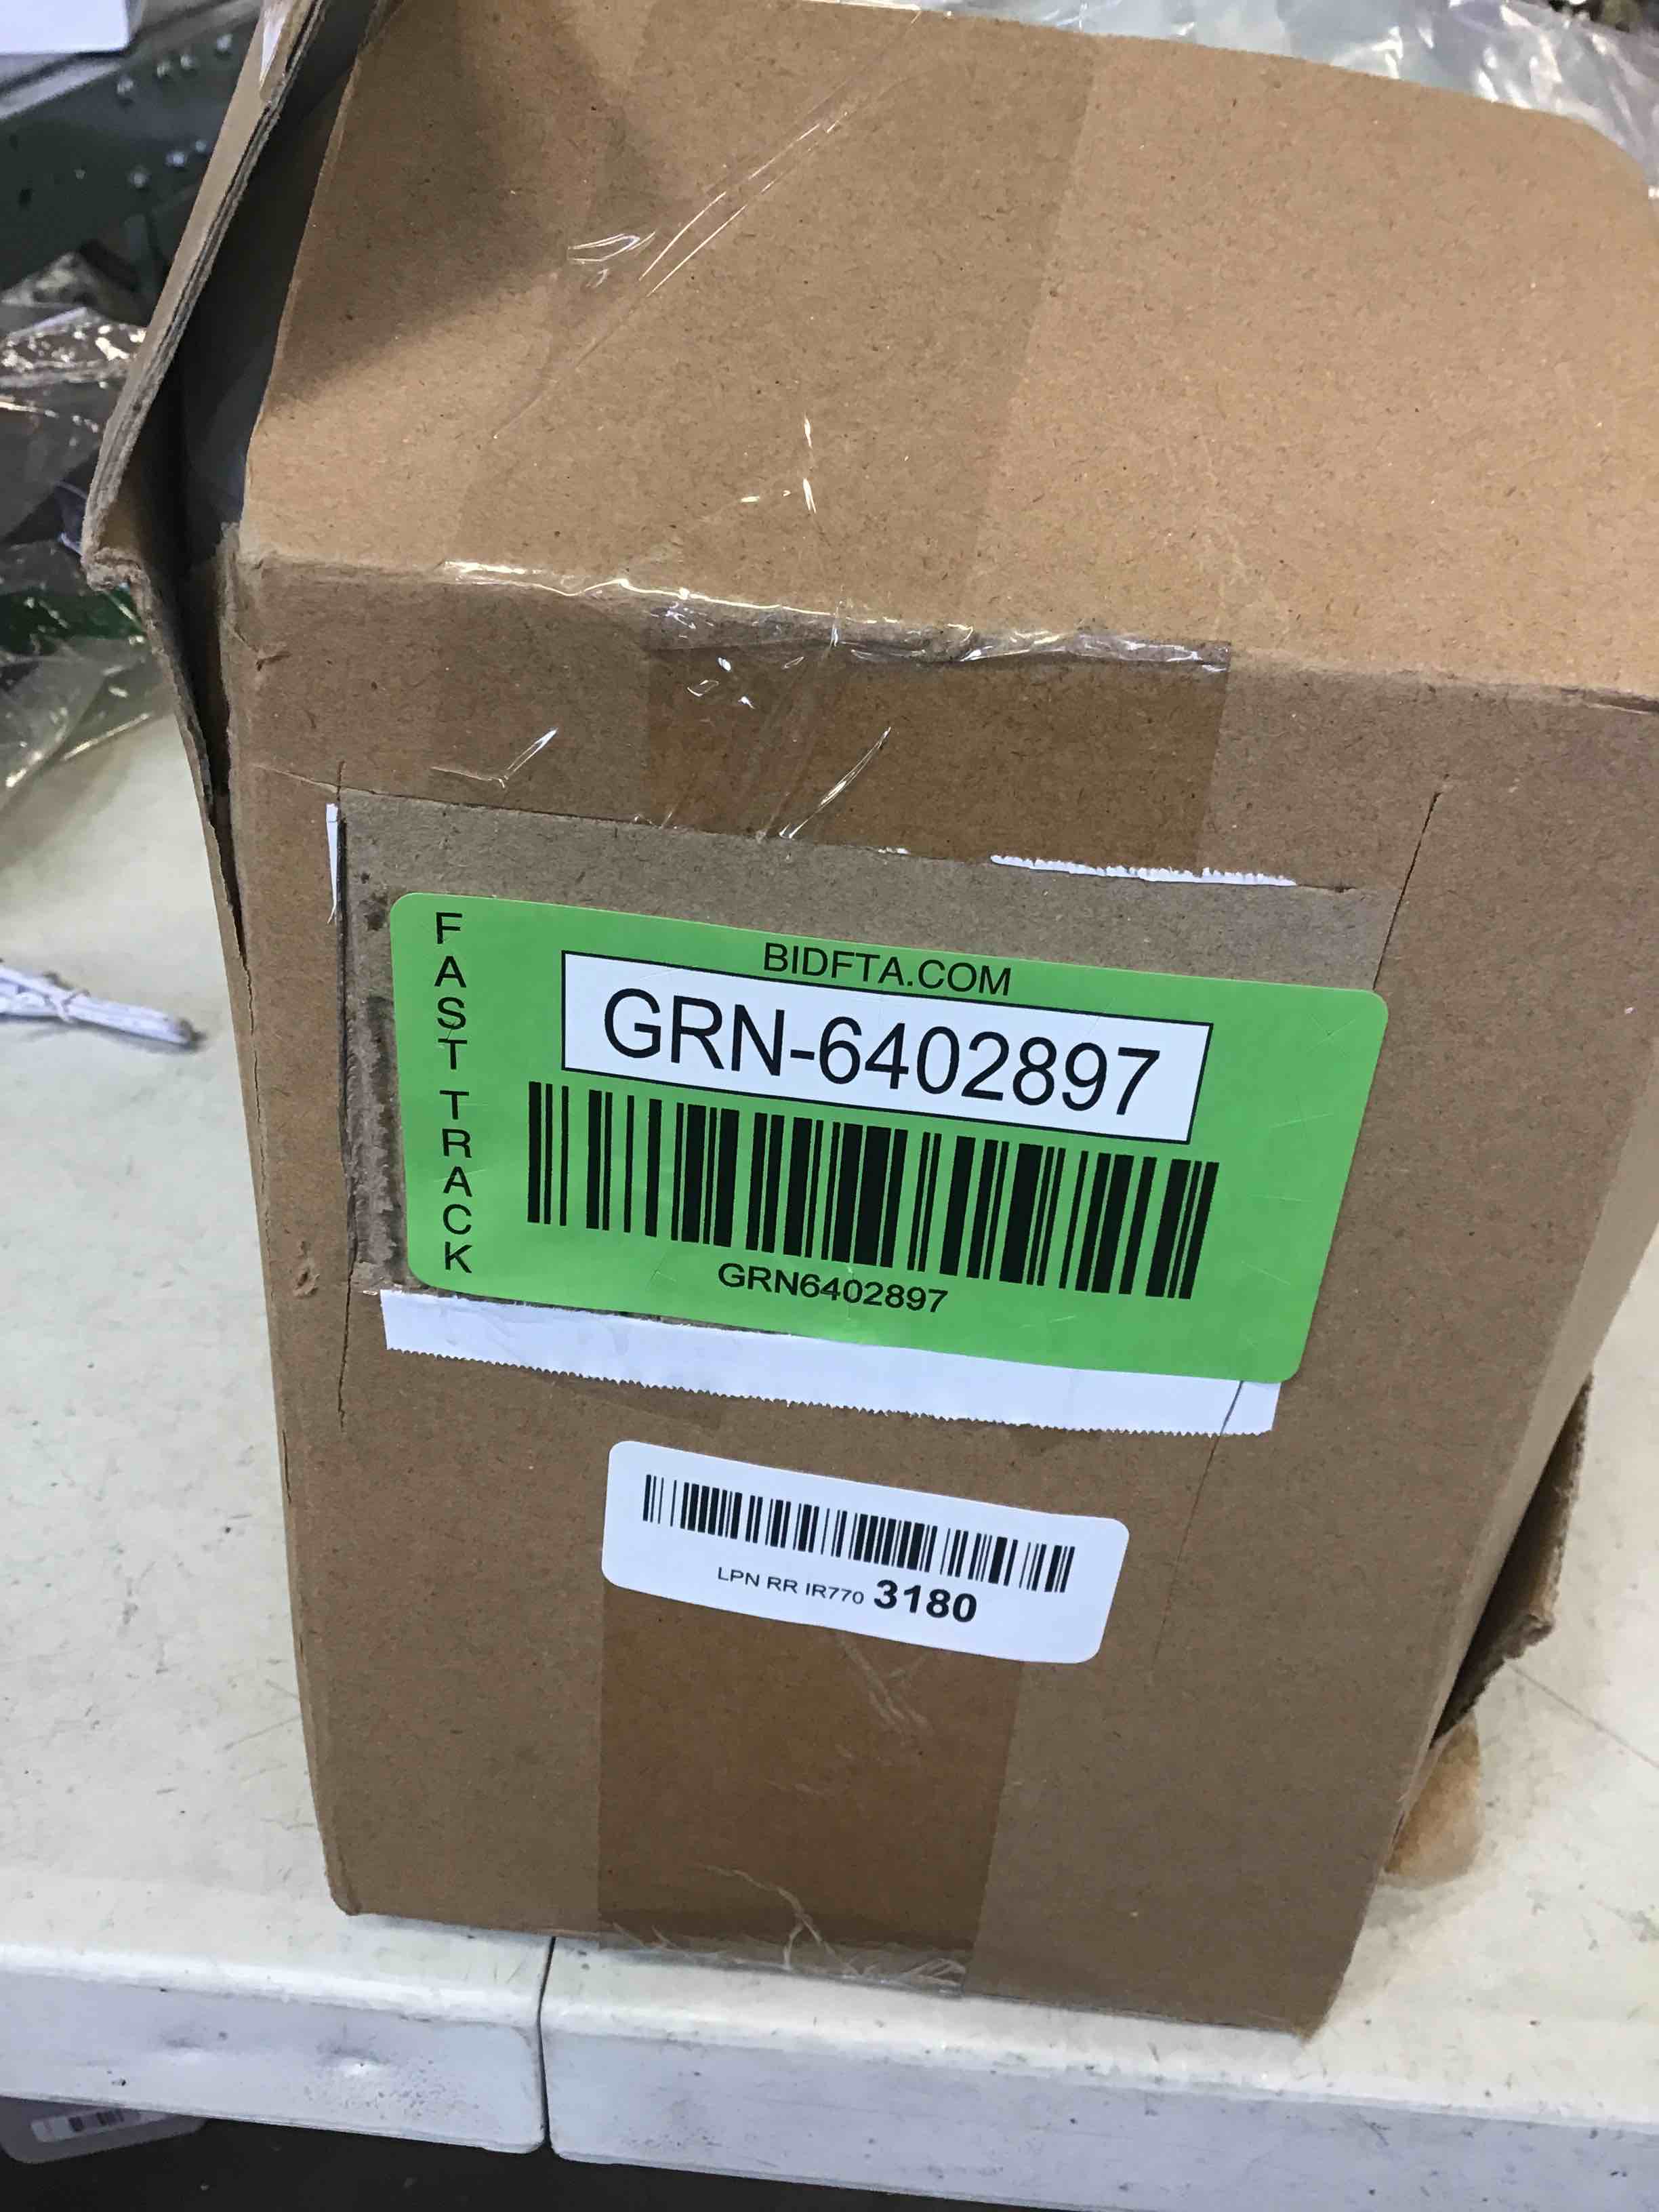 FAST TRACK
BIDFTA.COM
GRN-6402897
GRN6402897
LPN RR IR770 3180